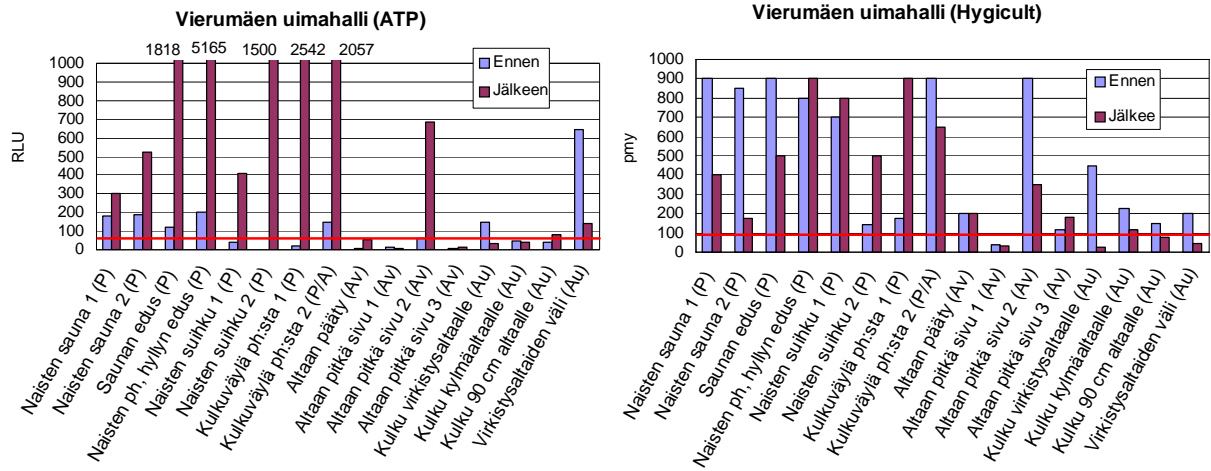 Vierumäen uimahalli (ATP)
1818 5165 1500 2542 2057
1000
900
800
700
600
500
400
300
200
100
0
RLU
Ennen
Jälkeen
Naisten sauna 1 (P)
Naisten sauna 2 (P)
Saunan edus (P)
Naisten ph, hyllyn edus (P)
Naisten suihku 1 (P)
Naisten suihku 2 (P)
Kulkuväylä ph:sta 1 (P)
Kulkuväylä ph:sta 2 (P/A)
Altaan pääty (Av)
Altaan pitkä sivu 1 (Av)
Altaan pitkä sivu 2 (Av)
Altaan pitkä sivu 3 (Av)
Kulku virkistysaltaalle (Au)
Kulku kylmäaltaalle (Au)
Kulku 90 cm altaalle (Au)
Virkistysaltaiden väli (Au)
Vierumäen uimahalli (Hygicult)
1000
900
800
700
600
500
400
300
200
100
0
pmy
Ennen
Jälkee
Naisten sauna 1 (P)
Naisten sauna 2 (P)
Saunan edus (P)
Naisten ph, hyllyn edus (P)
Naisten suihku 1 (P)
Naisten suihku 2 (P)
Kulkuväylä ph:sta 1 (P)
Kulkuväylä ph:sta 2 (P/A)
Altaan pääty (Av)
Altaan pitkä sivu 1 (Av)
Altaan pitkä sivu 2 (Av)
Altaan pitkä sivu 3 (Av)
Kulku virkistysaltaalle (Au)
Kulku kylmäaltaalle (Au)
Kulku 90 cm altaalle (Au)
Virkistysaltaiden väli (Au)